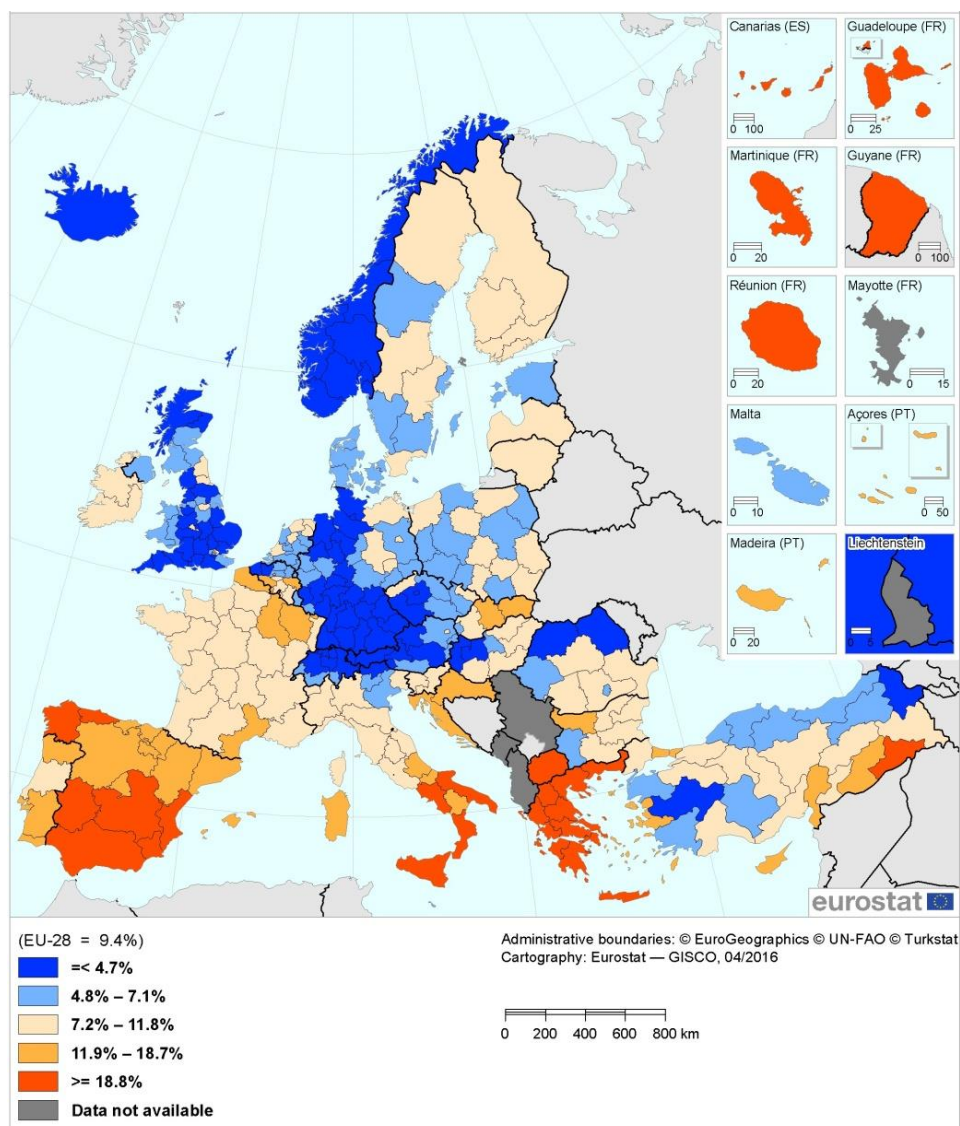 Canarias (ES)
0 100
Guadeloupe (FR)
0 25
Martinique (FR)
0 20
Guyane (FR)
0 100
Réunion (FR)
0 20
Mayotte (FR)
0 15
Malta
0 10
Açores (PT)
0 50
Madeira (PT)
0 20
Liechtenstein
0 5
eurostat
(EU-28 = 9.4%)
=< 4.7%
4.8% – 7.1%
7.2% – 11.8%
11.9% – 18.7%
>= 18.8%
Data not available
Administrative boundaries: © EuroGeographics © UN-FAO © Turkstat
Cartography: Eurostat — GISCO, 04/2016
0 200 400 600 800 km